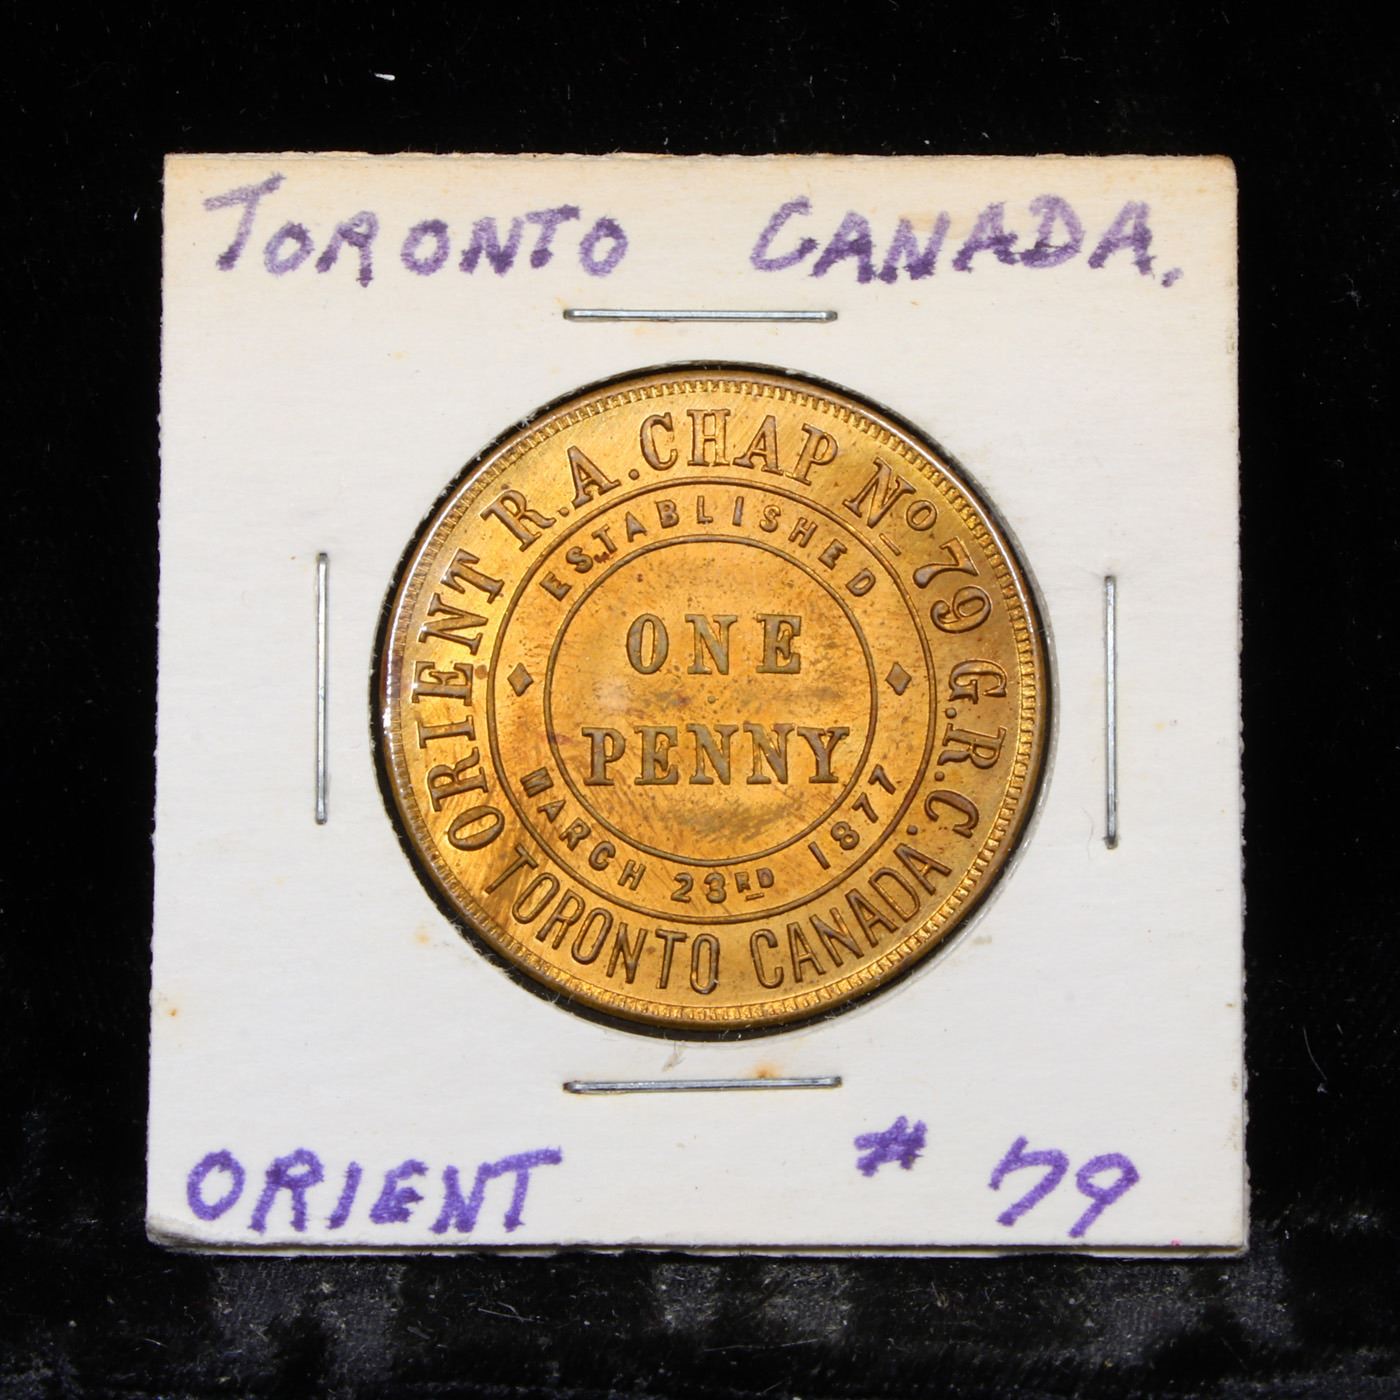 TORONTO CANADA.
ORIENT R.A. CHAP No 79 G.R.C.
TORONTO CANADA.
ESTABLISHED
MARCH 23RD 1877
ONE
PENNY
ORIENT # 79